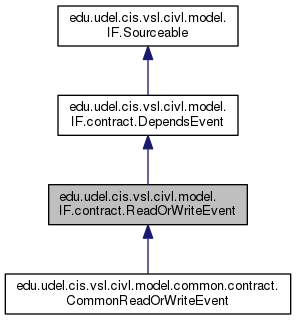 edu.udel.cis.vsl.civl.model.
IF.Sourceable
edu.udel.cis.vsl.civl.model.
IF.contract.DependsEvent
edu.udel.cis.vsl.civl.model.
IF.contract.ReadOrWriteEvent
edu.udel.cis.vsl.civl.model.common.contract.
CommonReadOrWriteEvent